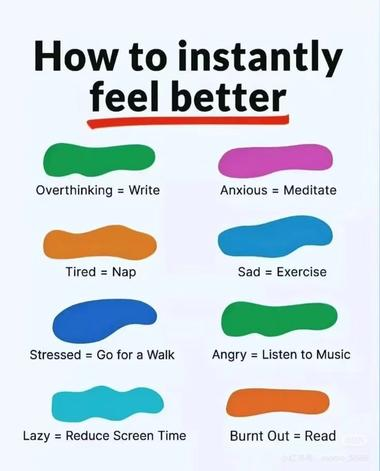 How to instantly
feel better
Overthinking = Write
Anxious = Meditate
Tired = Nap
Sad = Exercise
Stressed = Go for a Walk
Angry = Listen to Music
Lazy = Reduce Screen Time
Burnt Out = Read